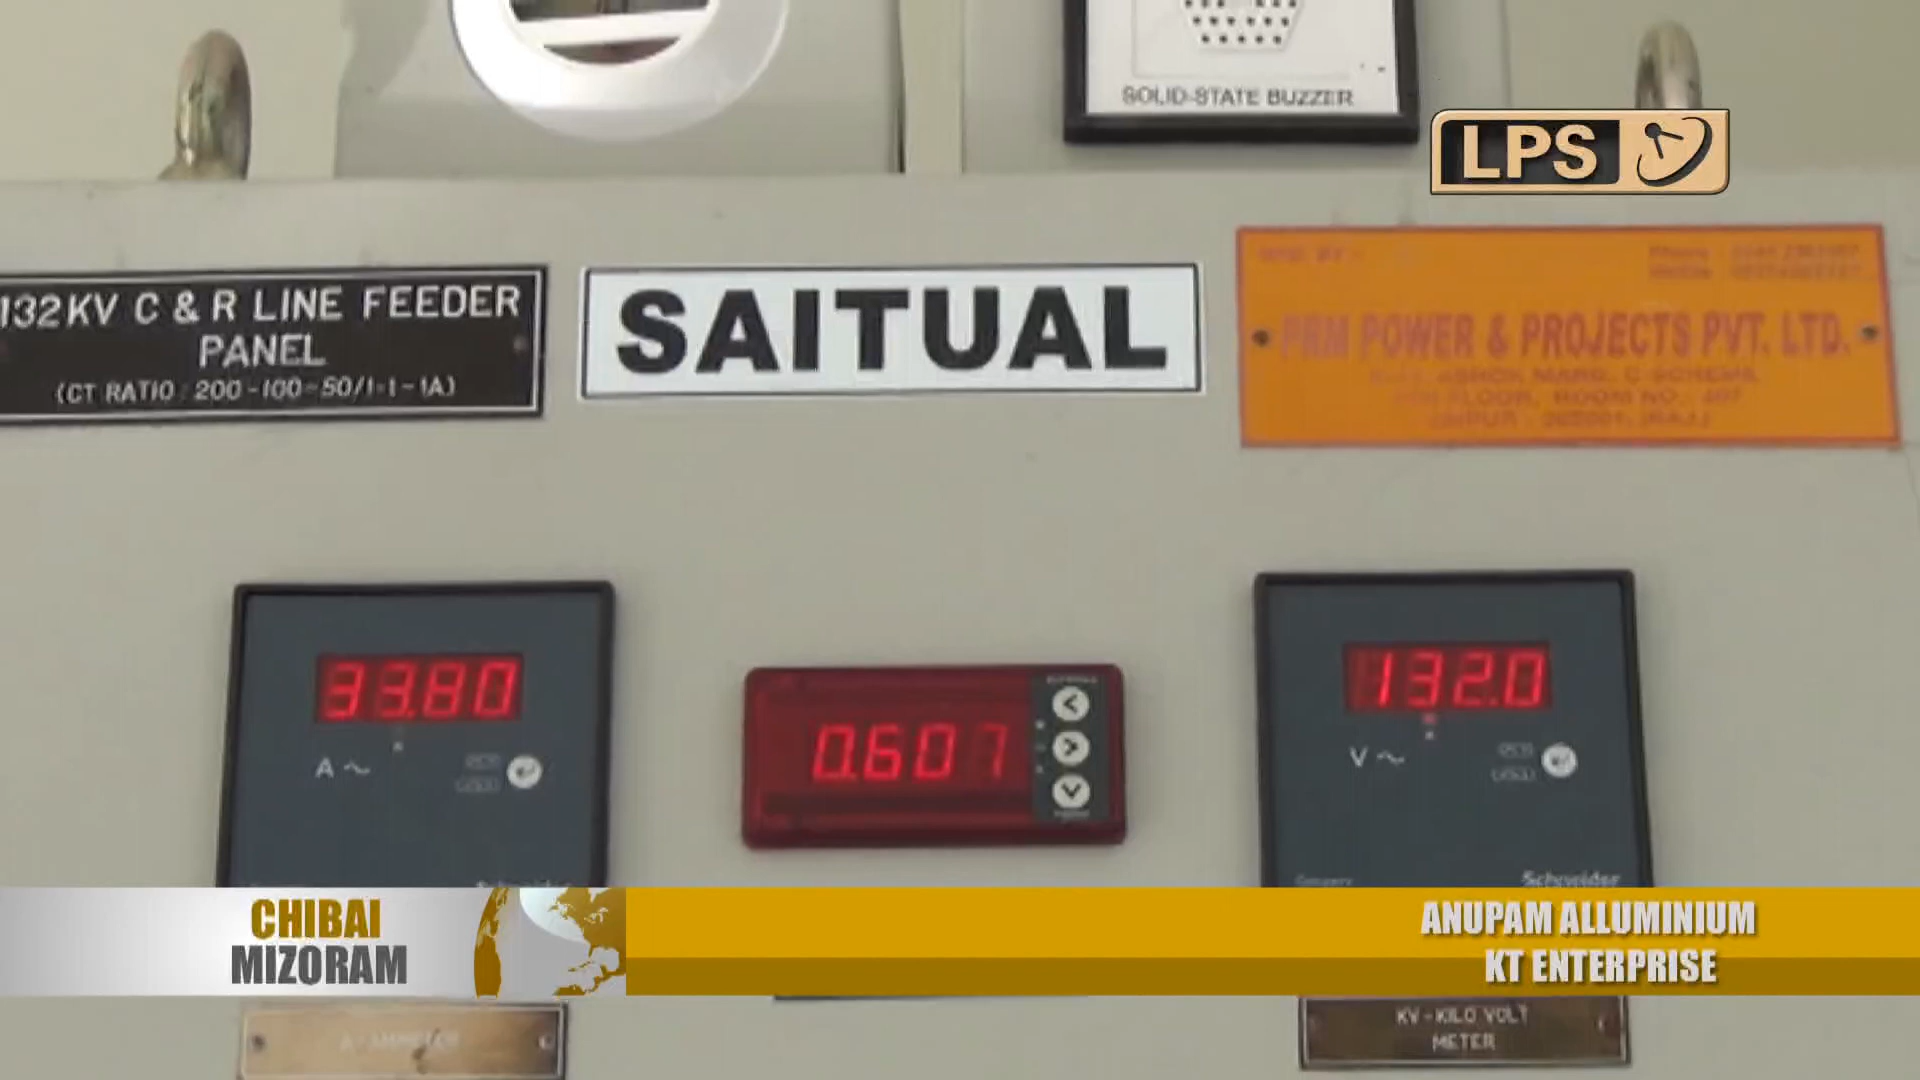 SOLID-STATE BUZZER
LPS
132KV C & R LINE FEEDER
PANEL
(CT RATIO : 200-100-50/1-1-1A)
SAITUAL
PRM POWER & PROJECTS PVT. LTD.
33.80
A
0.607
132.0
V
Schneider
CHIBAI
MIZORAM
ANUPAM ALLUMINIUM
KT ENTERPRISE
KV-KILO VOLT
METER